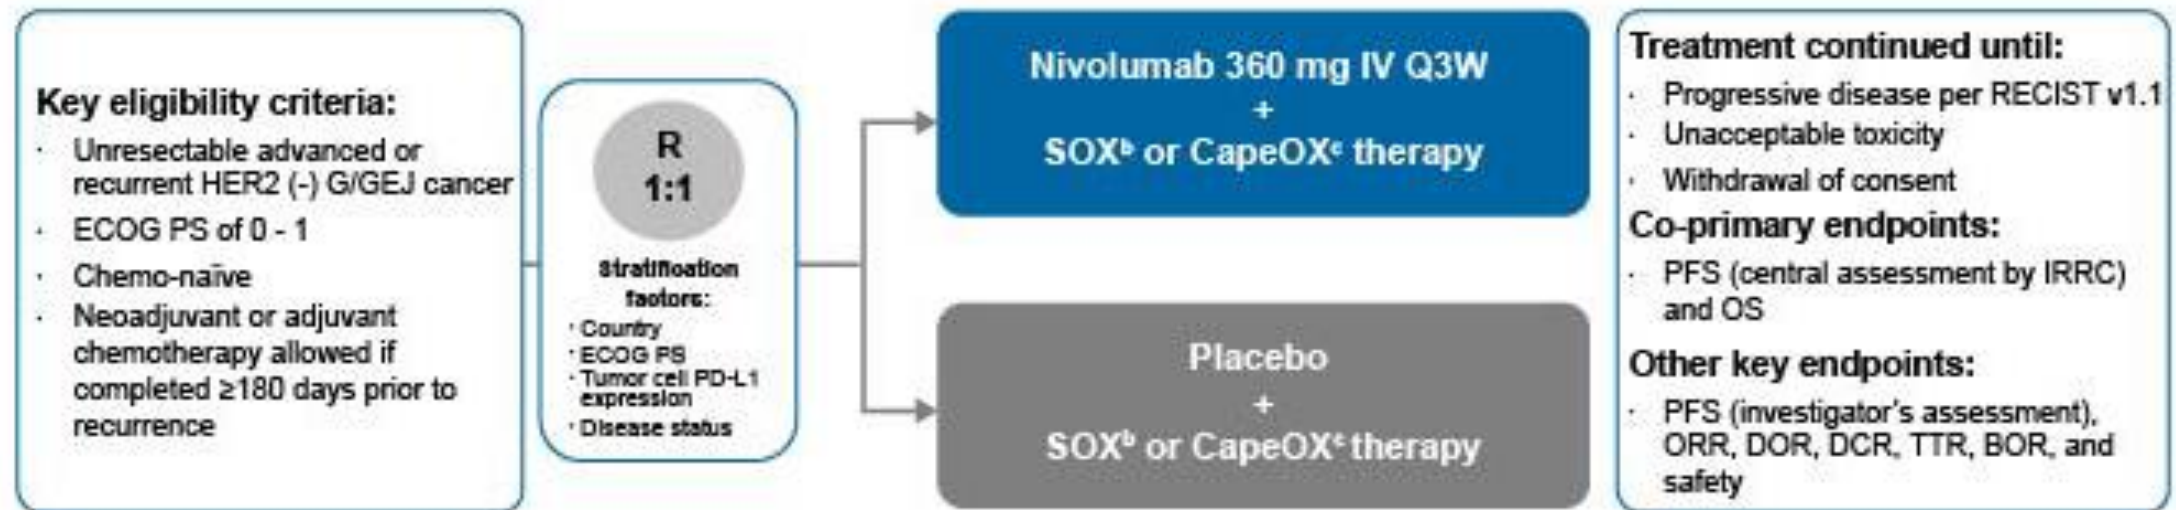 Key eligibility criteria:
· Unresectable advanced or
recurrent HER2 (-) G/GEJ cancer
· ECOG PS of 0 - 1
· Chemo-naïve
· Neoadjuvant or adjuvant
chemotherapy allowed if
completed ≥180 days prior to
recurrence
R
1:1
Stratification
factors:
· Country
· ECOG PS
· Tumor cell PD-L1
expression
· Disease status
Nivolumab 360 mg IV Q3W
+
SOXᵇ or CapeOXᶜ therapy
Placebo
+
SOXᵇ or CapeOXᶜ therapy
Treatment continued until:
· Progressive disease per RECIST v1.1
· Unacceptable toxicity
· Withdrawal of consent
Co-primary endpoints:
· PFS (central assessment by IRRC)
and OS
Other key endpoints:
· PFS (investigator's assessment),
ORR, DOR, DCR, TTR, BOR, and
safety